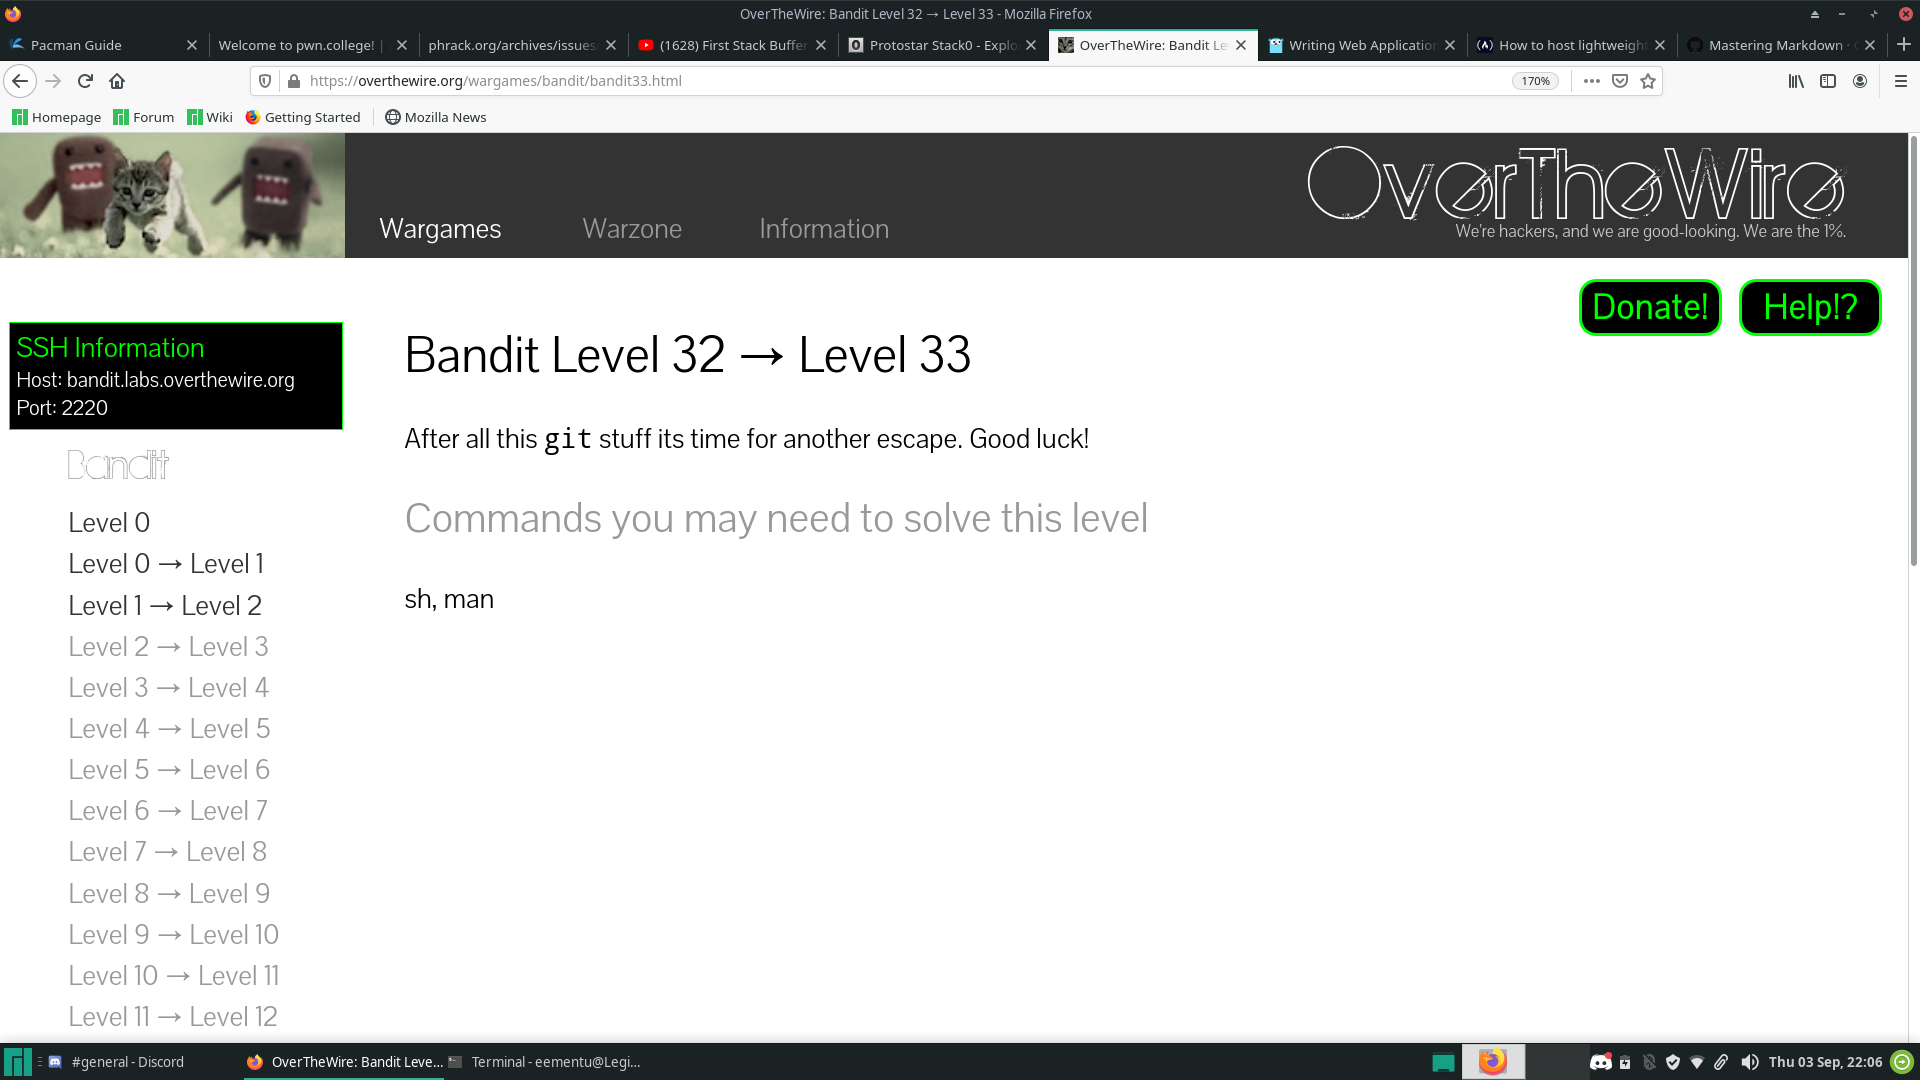 OverTheWire: Bandit Level 32 → Level 33 - Mozilla Firefox
Pacman Guide
Welcome to pwn.college! |
phrack.org/archives/issues
(1628) First Stack Buffer
Protostar Stack0 - Explo
OverTheWire: Bandit Le
Writing Web Application
How to host lightweight
Mastering Markdown ·
https://overthewire.org/wargames/bandit/bandit33.html
170%
Homepage
Forum
Wiki
Getting Started
Mozilla News
Wargames
Warzone
Information
OverTheWire
We're hackers, and we are good-looking. We are the 1%.
Donate!
Help!?
SSH Information
Host: bandit.labs.overthewire.org
Port: 2220
Bandit
Level 0
Level 0 → Level 1
Level 1 → Level 2
Level 2 → Level 3
Level 3 → Level 4
Level 4 → Level 5
Level 5 → Level 6
Level 6 → Level 7
Level 7 → Level 8
Level 8 → Level 9
Level 9 → Level 10
Level 10 → Level 11
Level 11 → Level 12
Bandit Level 32 → Level 33
After all this git stuff its time for another escape. Good luck!
Commands you may need to solve this level
sh, man
#general - Discord
OverTheWire: Bandit Leve...
Terminal - eementu@Legi...
Thu 03 Sep, 22:06